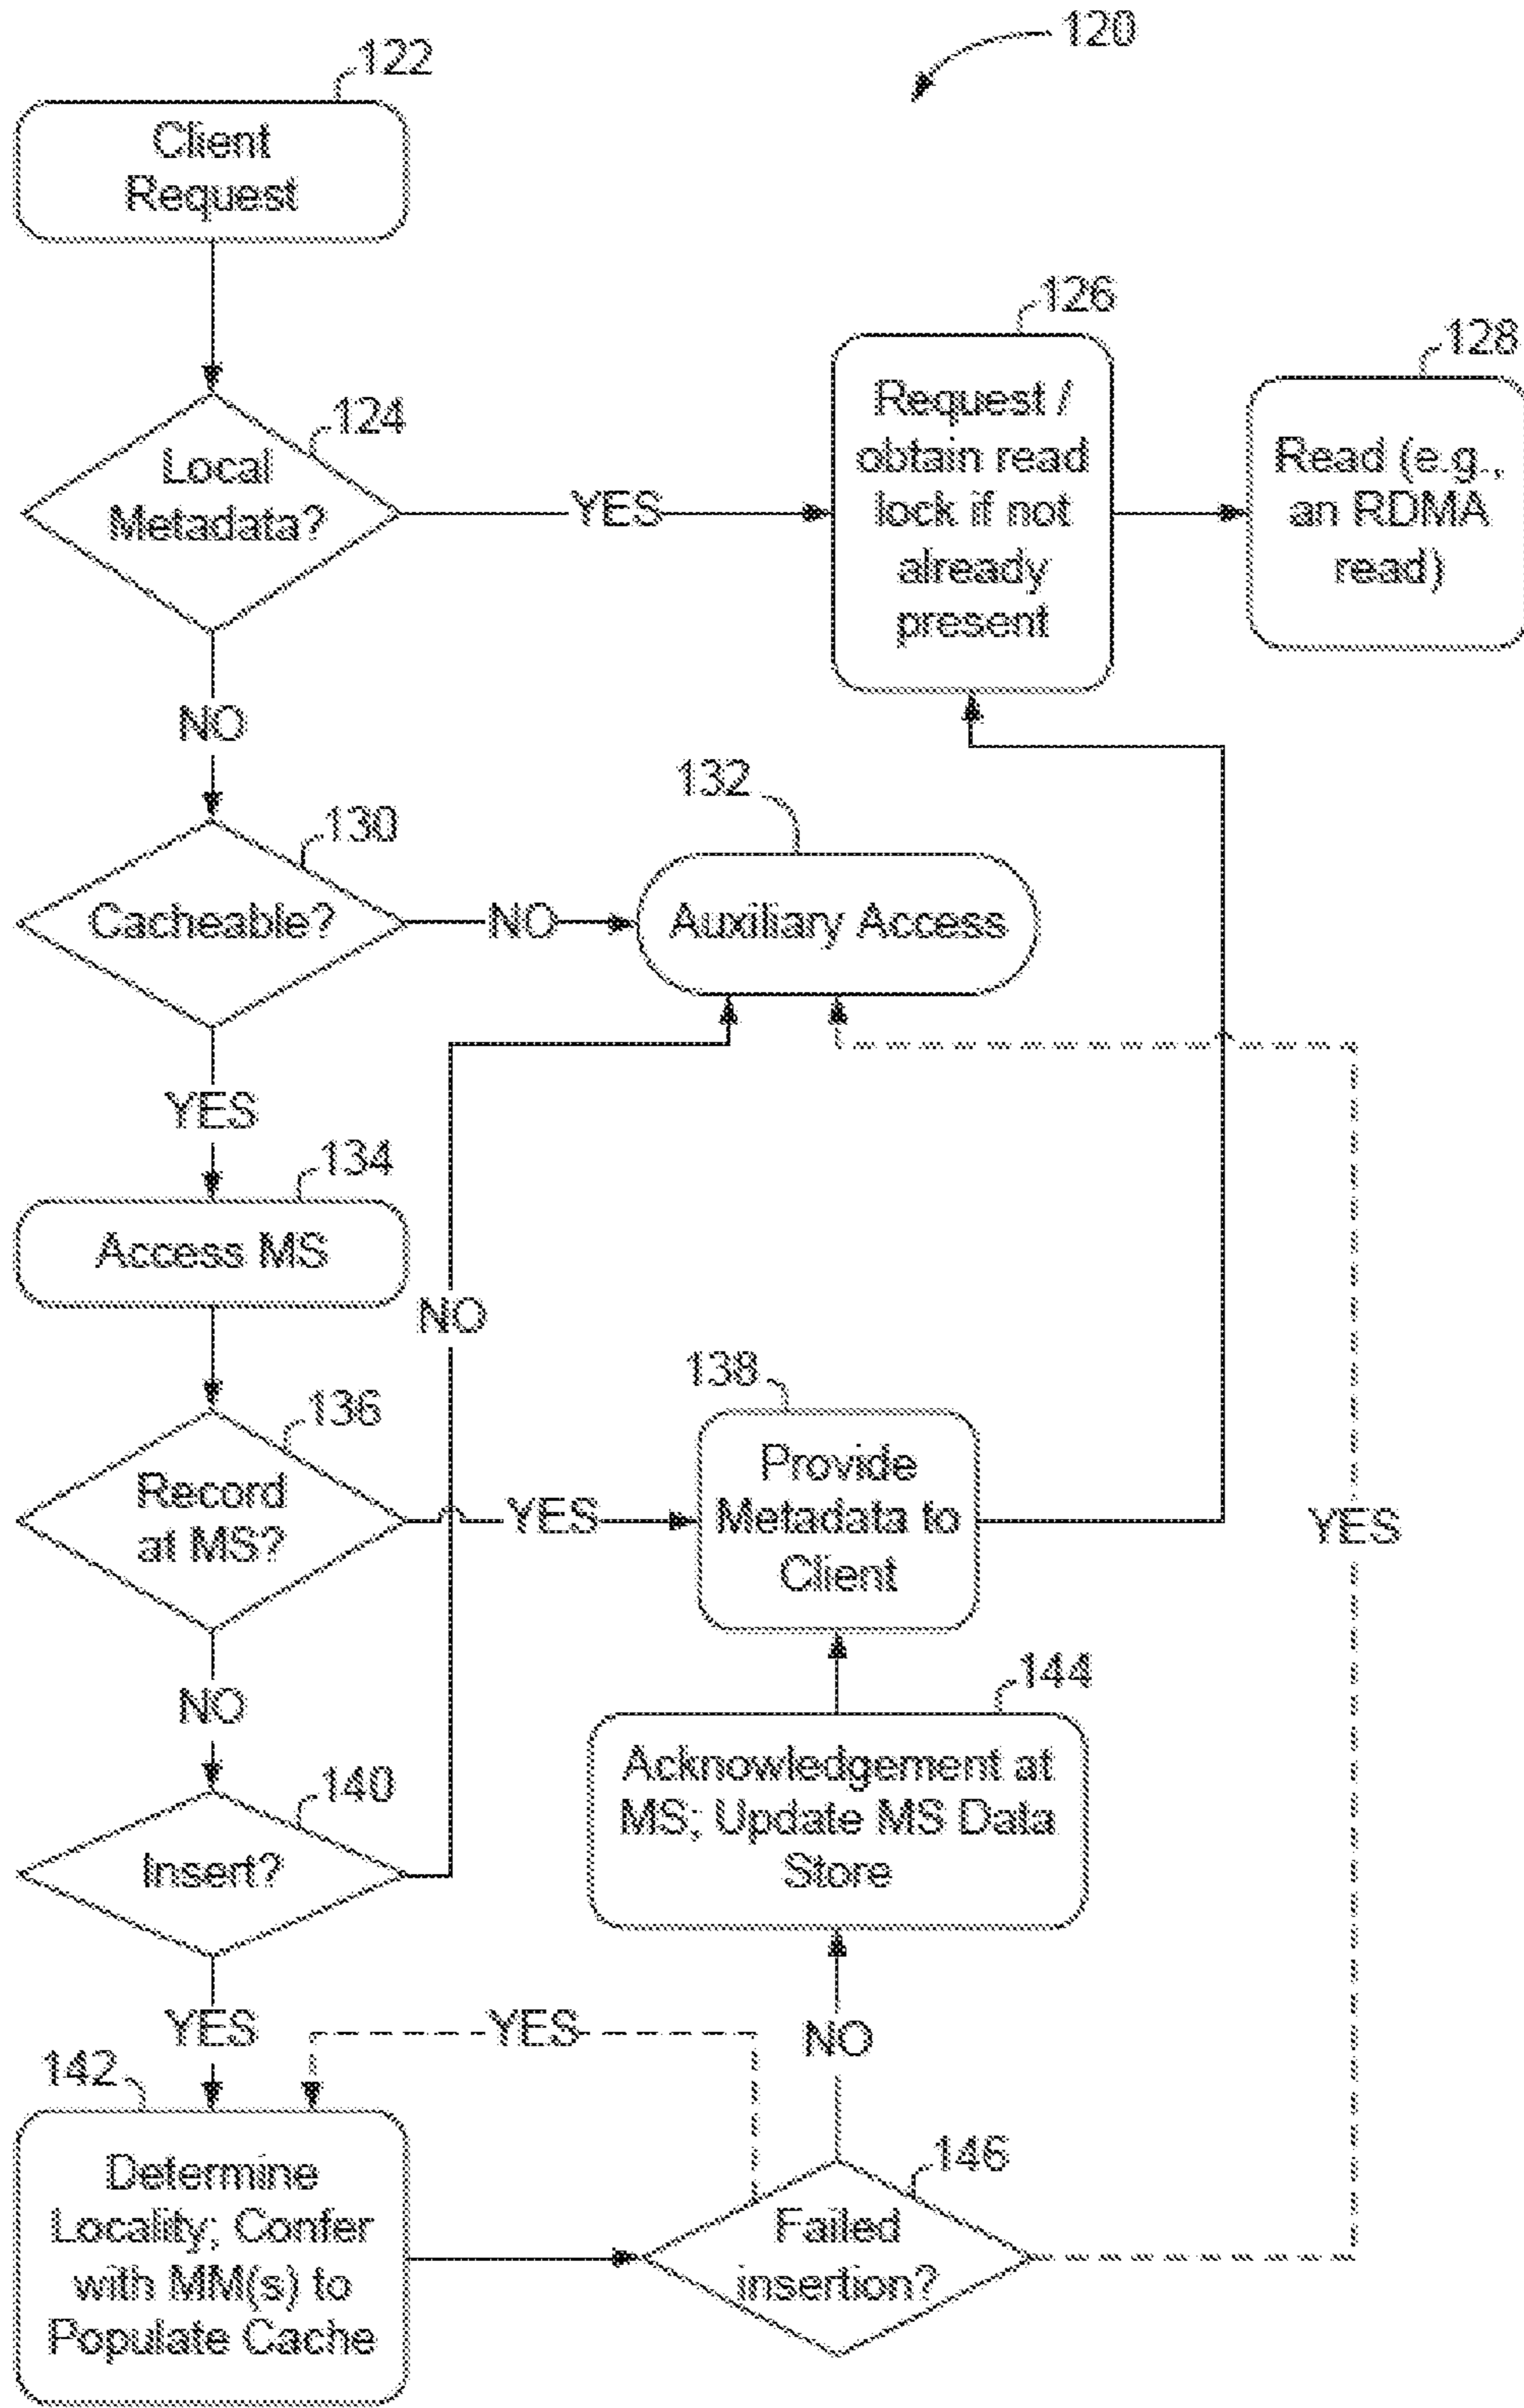 120
122
Client
Request
126
128
124
Local
Metadata?
YES
Request /
obtain read
lock if not
already
present
Read (e.g.,
an RDMA
read)
NO
130
132
Cacheable?
NO
Auxiliary Access
YES
134
Access MS
NO
136
138
Record
at MS?
YES
Provide
Metadata to
Client
YES
NO
144
140
Acknowledgement at
MS; Update MS Data
Store
Insert?
YES
YES
NO
142
146
Determine
Locality; Confer
with MM(s) to
Populate Cache
Failed
insertion?